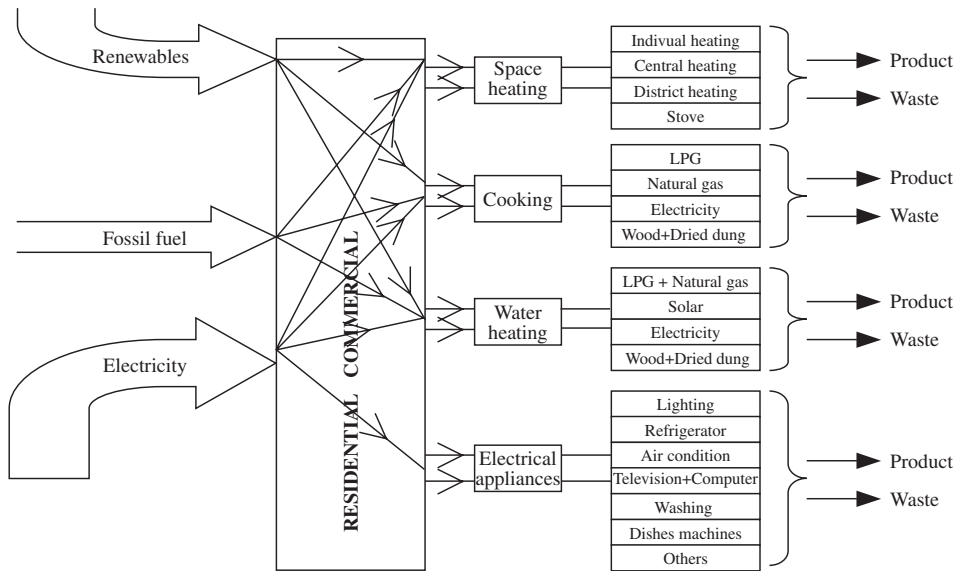 Renewables
Fossil fuel
Electricity
RESIDENTIAL COMMERCIAL
Space
heating
Indivual heating
Central heating
District heating
Stove
Product
Waste
Cooking
LPG
Natural gas
Electricity
Wood+Dried dung
Product
Waste
Water
heating
LPG + Natural gas
Solar
Electricity
Wood+Dried dung
Product
Waste
Electrical
appliances
Lighting
Refrigerator
Air condition
Television+Computer
Washing
Dishes machines
Others
Product
Waste